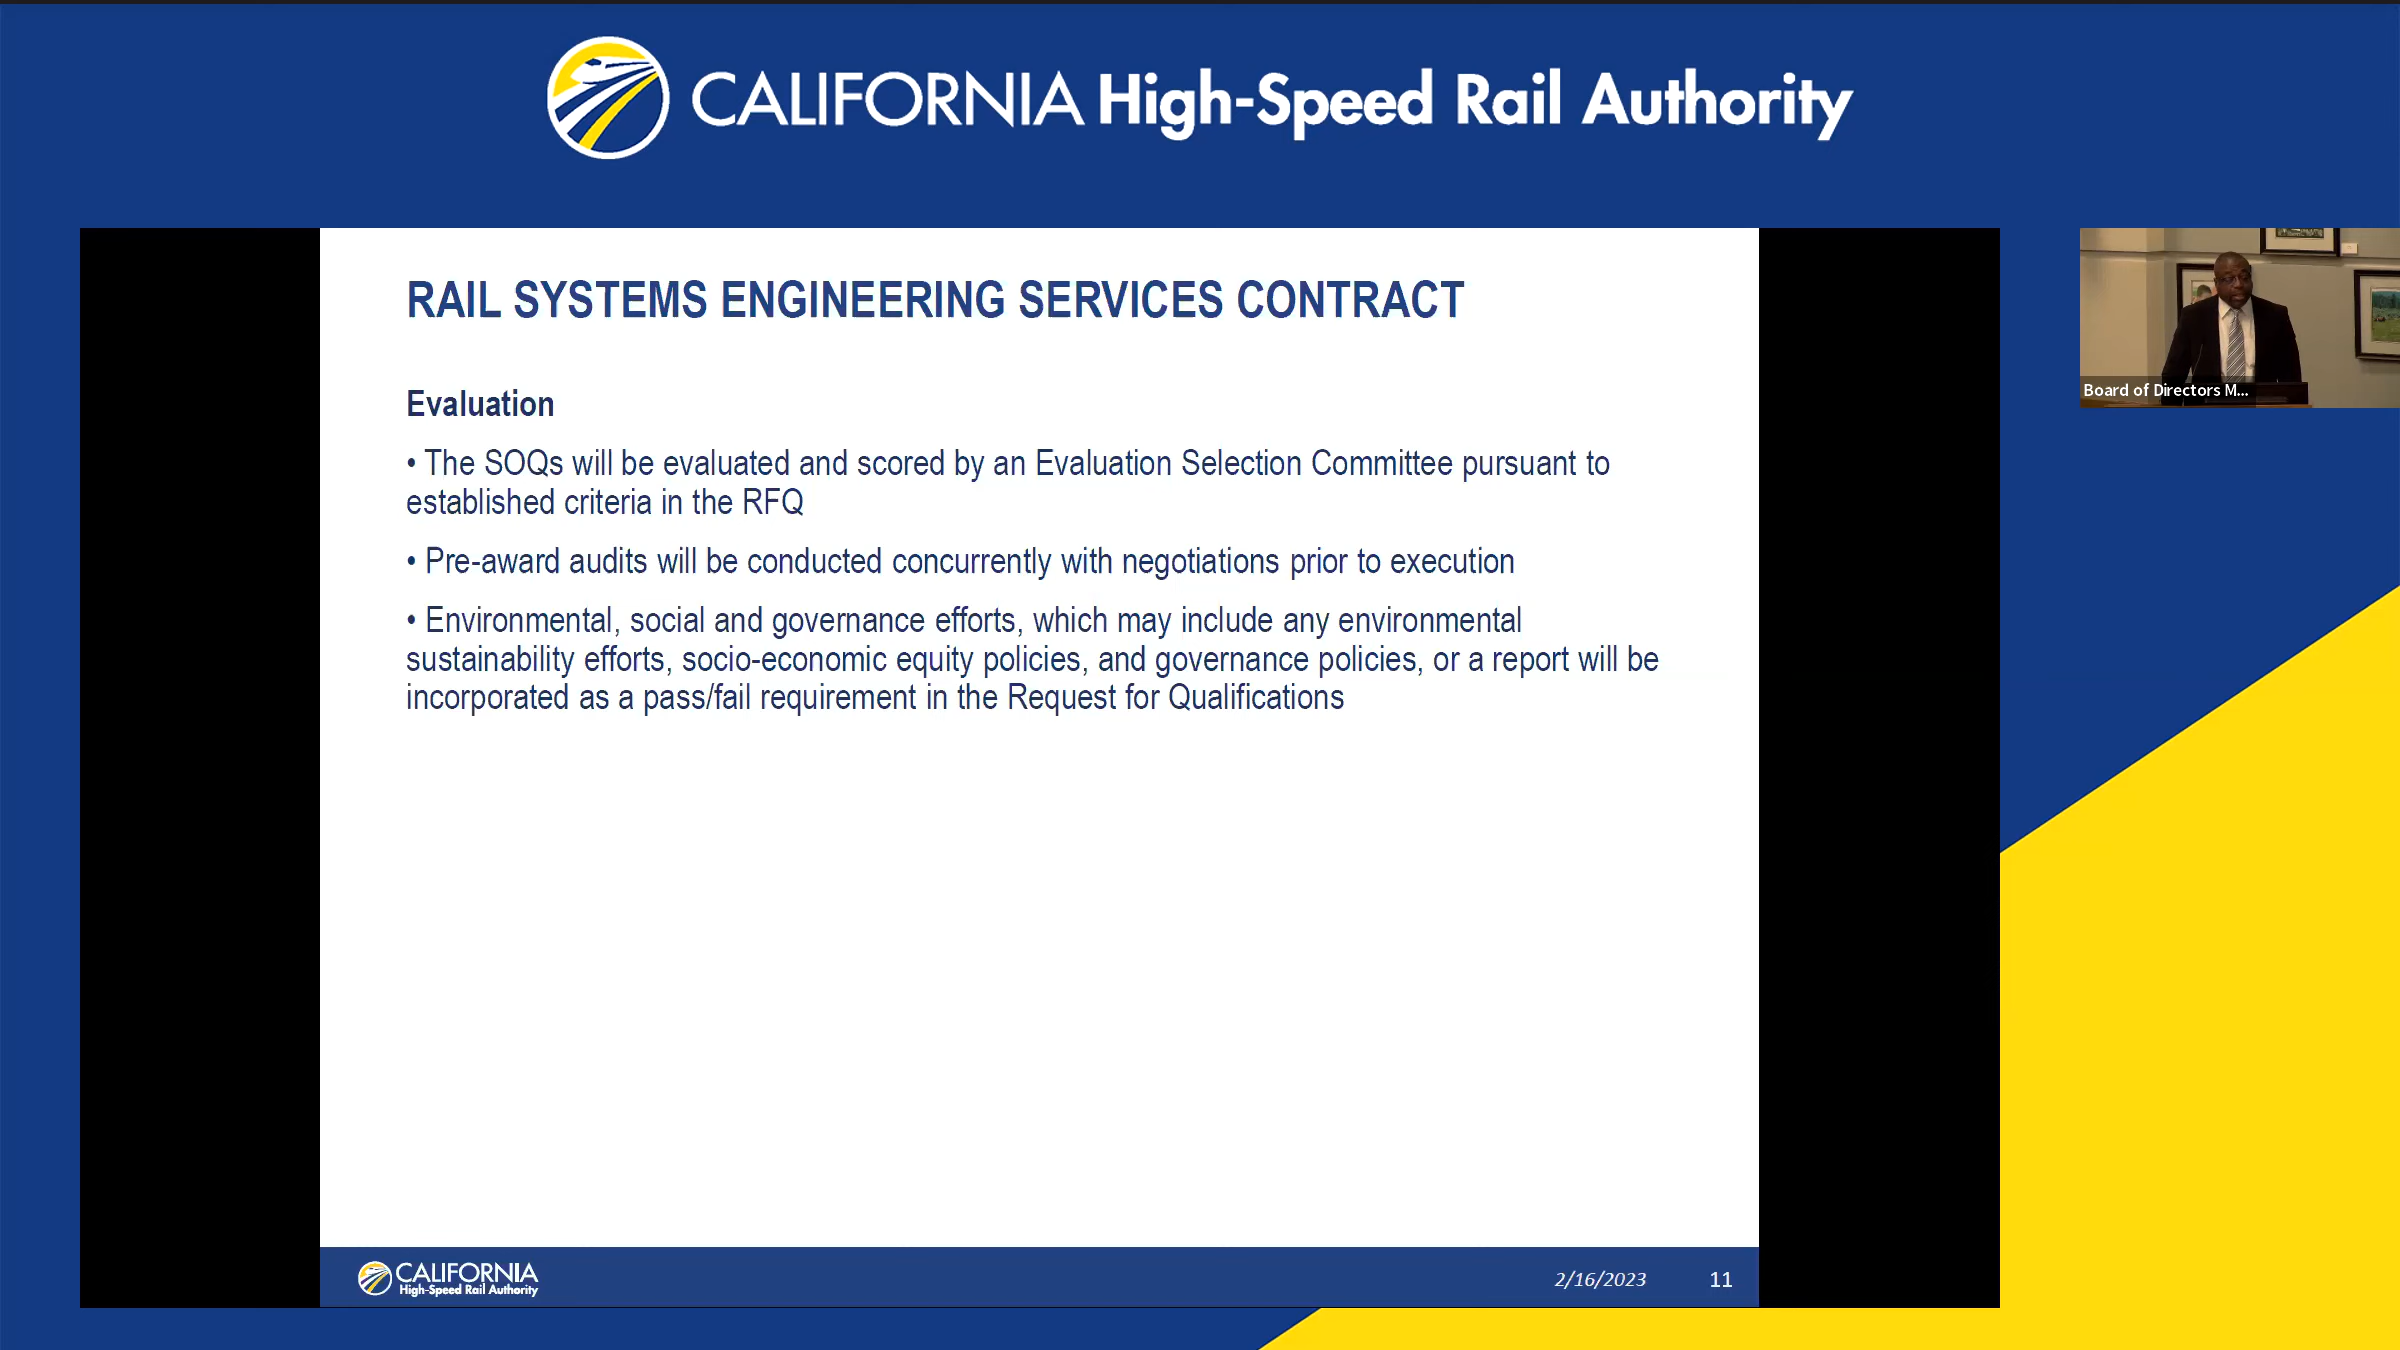 CALIFORNIA High-Speed Rail Authority
RAIL SYSTEMS ENGINEERING SERVICES CONTRACT
Evaluation
• The SOQs will be evaluated and scored by an Evaluation Selection Committee pursuant to
established criteria in the RFQ
• Pre-award audits will be conducted concurrently with negotiations prior to execution
• Environmental, social and governance efforts, which may include any environmental
sustainability efforts, socio-economic equity policies, and governance policies, or a report will be
incorporated as a pass/fail requirement in the Request for Qualifications
Board of Directors M...
CALIFORNIA
High-Speed Rail Authority
2/16/2023
11